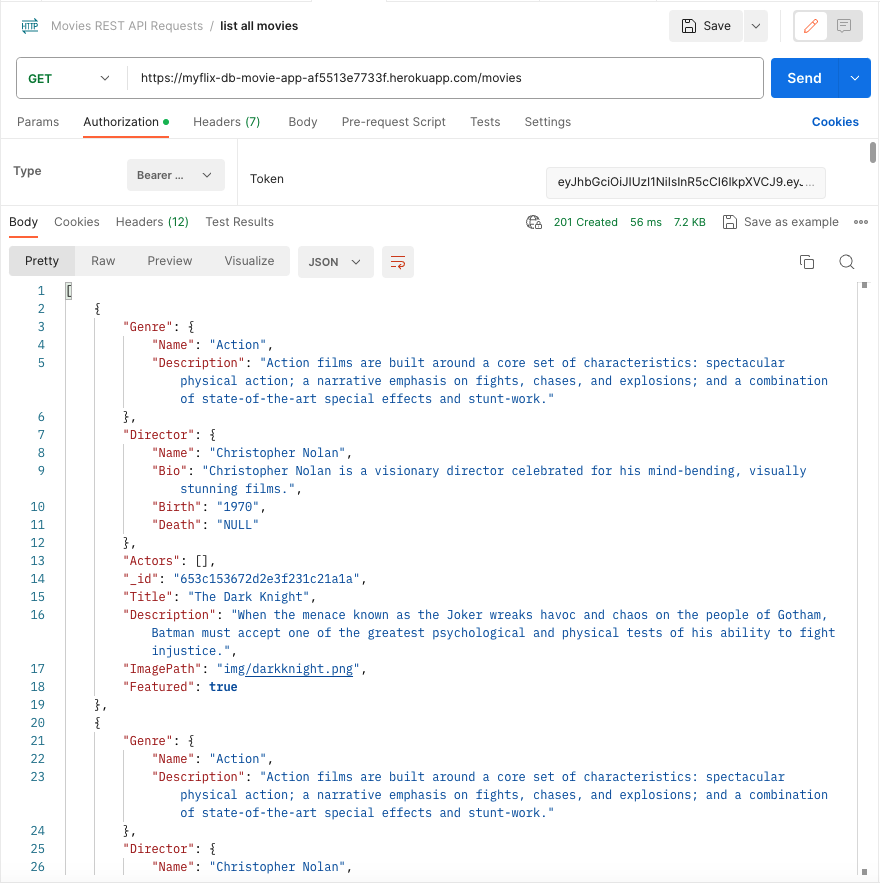 HTTP Movies REST API Requests / list all movies Save
GET https://myflix-db-movie-app-af5513e7733f.herokuapp.com/movies Send
Params Authorization Headers (7) Body Pre-request Script Tests Settings Cookies
Type Bearer ... Token eyJhbGciOiJIUzI1NiIsInR5cCI6IkpXVCJ9.ey...
Body Cookies Headers (12) Test Results 201 Created 56 ms 7.2 KB Save as example
Pretty Raw Preview Visualize JSON
1 [
2 {
3 "Genre": {
4 "Name": "Action",
5 "Description": "Action films are built around a core set of characteristics: spectacular
physical action; a narrative emphasis on fights, chases, and explosions; and a combination
of state-of-the-art special effects and stunt-work."
6 },
7 "Director": {
8 "Name": "Christopher Nolan",
9 "Bio": "Christopher Nolan is a visionary director celebrated for his mind-bending, visually
stunning films.",
10 "Birth": "1970",
11 "Death": "NULL"
12 },
13 "Actors": [],
14 "_id": "653c153672d2e3f231c21a1a",
15 "Title": "The Dark Knight",
16 "Description": "When the menace known as the Joker wreaks havoc and chaos on the people of Gotham,
Batman must accept one of the greatest psychological and physical tests of his ability to fight
injustice.",
17 "ImagePath": "img/darkknight.png",
18 "Featured": true
19 },
20 {
21 "Genre": {
22 "Name": "Action",
23 "Description": "Action films are built around a core set of characteristics: spectacular
physical action; a narrative emphasis on fights, chases, and explosions; and a combination
of state-of-the-art special effects and stunt-work."
24 },
25 "Director": {
26 "Name": "Christopher Nolan",